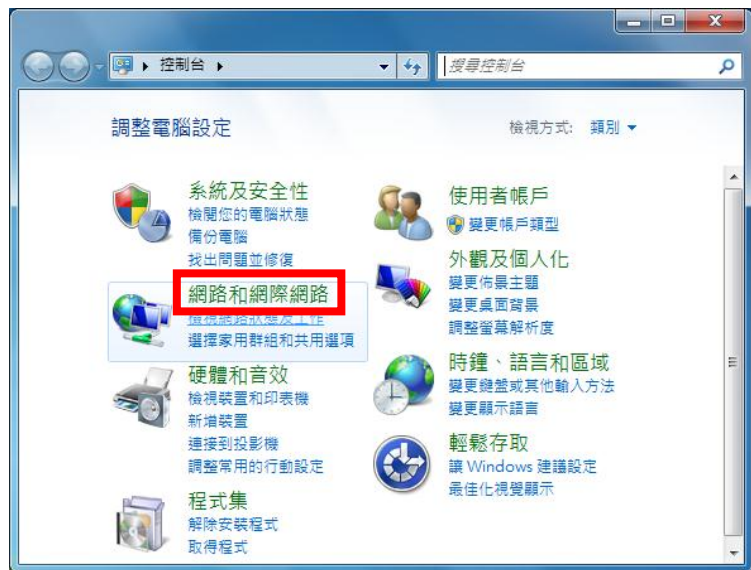 控制台
搜尋控制台
調整電腦設定
檢視方式: 類別
系統及安全性
檢閱您的電腦狀態
備份電腦
找出問題並修復
網路和網際網路
檢視網路狀態及工作
選擇家用群組和共用選項
硬體和音效
檢視裝置和印表機
新增裝置
連接到投影機
調整常用的行動設定
程式集
解除安裝程式
取得程式
使用者帳戶
變更帳戶類型
外觀及個人化
變更佈景主題
變更桌面背景
調整螢幕解析度
時鐘、語言和區域
變更鍵盤或其他輸入方法
變更顯示語言
輕鬆存取
讓 Windows 建議設定
最佳化視覺顯示